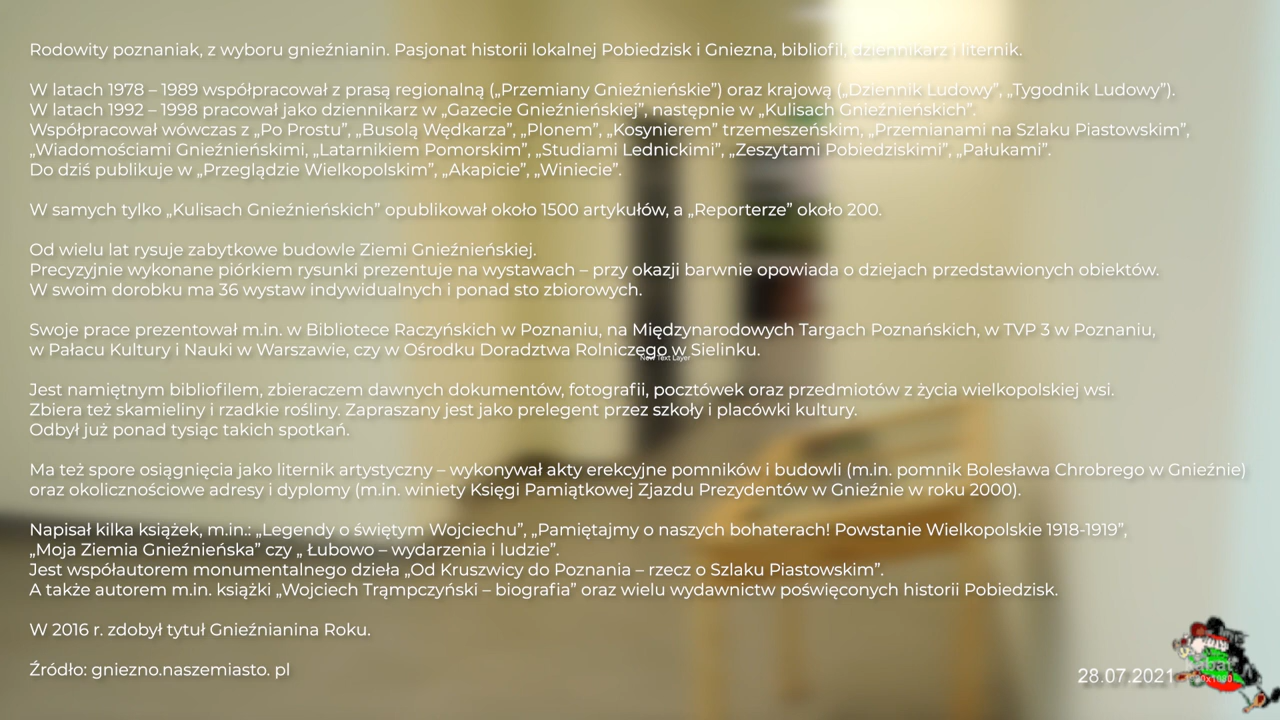 Rodowity poznaniak, z wyboru gnieźnianin. Pasjonat historii lokalnej Pobiedzisk i Gniezna, bibliofil, dziennikarz i liternik.
W latach 1978 – 1989 współpracował z prasą regionalną („Przemiany Gnieźnieńskie”) oraz krajową („Dziennik Ludowy”, „Tygodnik Ludowy”).
W latach 1992 – 1998 pracował jako dziennikarz w „Gazecie Gnieźnieńskiej”, następnie w „Kulisach Gnieźnieńskich”.
Współpracował wówczas z „Po Prostu”, „Busolą Wędkarza”, „Plonem”, „Kosynierem” trzemeszeńskim, „Przemianami na Szlaku Piastowskim”,
„Wiadomościami Gnieźnieńskimi, „Latarnikiem Pomorskim”, „Studiami Lednickimi”, „Zeszytami Pobiedziskimi”, „Pałukami”.
Do dziś publikuje w „Przeglądzie Wielkopolskim”, „Akapicie”, „Winiecie”.
W samych tylko „Kulisach Gnieźnieńskich” opublikował około 1500 artykułów, a „Reporterze” około 200.
Od wielu lat rysuje zabytkowe budowle Ziemi Gnieźnieńskiej.
Precyzyjnie wykonane piórkiem rysunki prezentuje na wystawach – przy okazji barwnie opowiada o dziejach przedstawionych obiektów.
W swoim dorobku ma 36 wystaw indywidualnych i ponad sto zbiorowych.
Swoje prace prezentował m.in. w Bibliotece Raczyńskich w Poznaniu, na Międzynarodowych Targach Poznańskich, w TVP 3 w Poznaniu,
w Pałacu Kultury i Nauki w Warszawie, czy w Ośrodku Doradztwa Rolniczego w Sielinku.
New Text Layer
Jest namiętnym bibliofilem, zbieraczem dawnych dokumentów, fotografii, pocztówek oraz przedmiotów z życia wielkopolskiej wsi.
Zbiera też skamieliny i rzadkie rośliny. Zapraszany jest jako prelegent przez szkoły i placówki kultury.
Odbył już ponad tysiąc takich spotkań.
Ma też spore osiągnięcia jako liternik artystyczny – wykonywał akty erekcyjne pomników i budowli (m.in. pomnik Bolesława Chrobrego w Gnieźnie)
oraz okolicznościowe adresy i dyplomy (m.in. winiety Księgi Pamiątkowej Zjazdu Prezydentów w Gnieźnie w roku 2000).
Napisał kilka książek, m.in.: „Legendy o świętym Wojciechu”, „Pamiętajmy o naszych bohaterach! Powstanie Wielkopolskie 1918-1919”,
„Moja Ziemia Gnieźnieńska” czy „ Łubowo – wydarzenia i ludzie”.
Jest współautorem monumentalnego dzieła „Od Kruszwicy do Poznania – rzecz o Szlaku Piastowskim”.
A także autorem m.in. książki „Wojciech Trąmpczyński – biografia” oraz wielu wydawnictw poświęconych historii Pobiedzisk.
W 2016 r. zdobył tytuł Gnieźnianina Roku.
Źródło: gniezno.naszemiasto. pl
28.07.2021